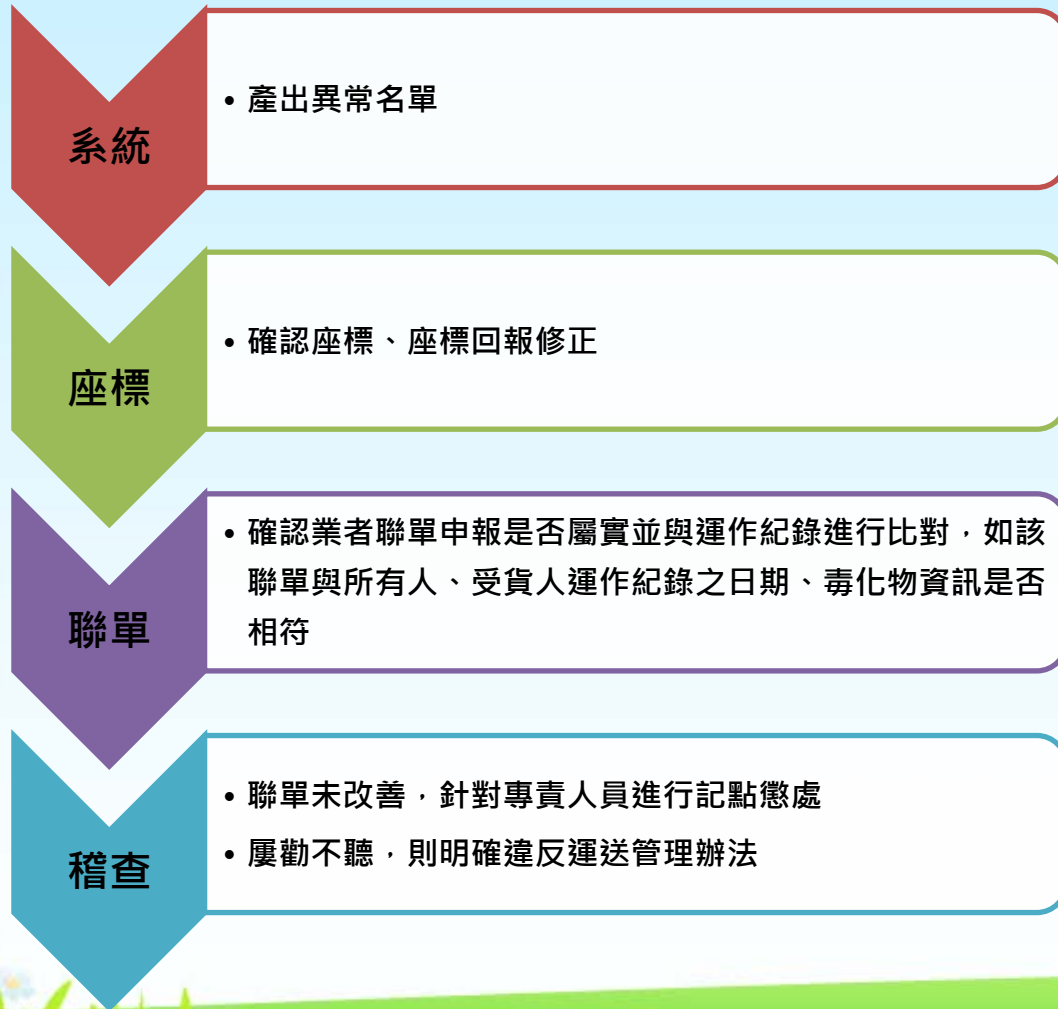 系統
• 產出異常名單
座標
• 確認座標、座標回報修正
聯單
• 確認業者聯單申報是否屬實並與運作紀錄進行比對，如該
聯單與所有人、受貨人運作紀錄之日期、毒化物資訊是否
相符
稽查
• 聯單未改善，針對專責人員進行記點懲處
• 屢勸不聽，則明確違反運送管理辦法